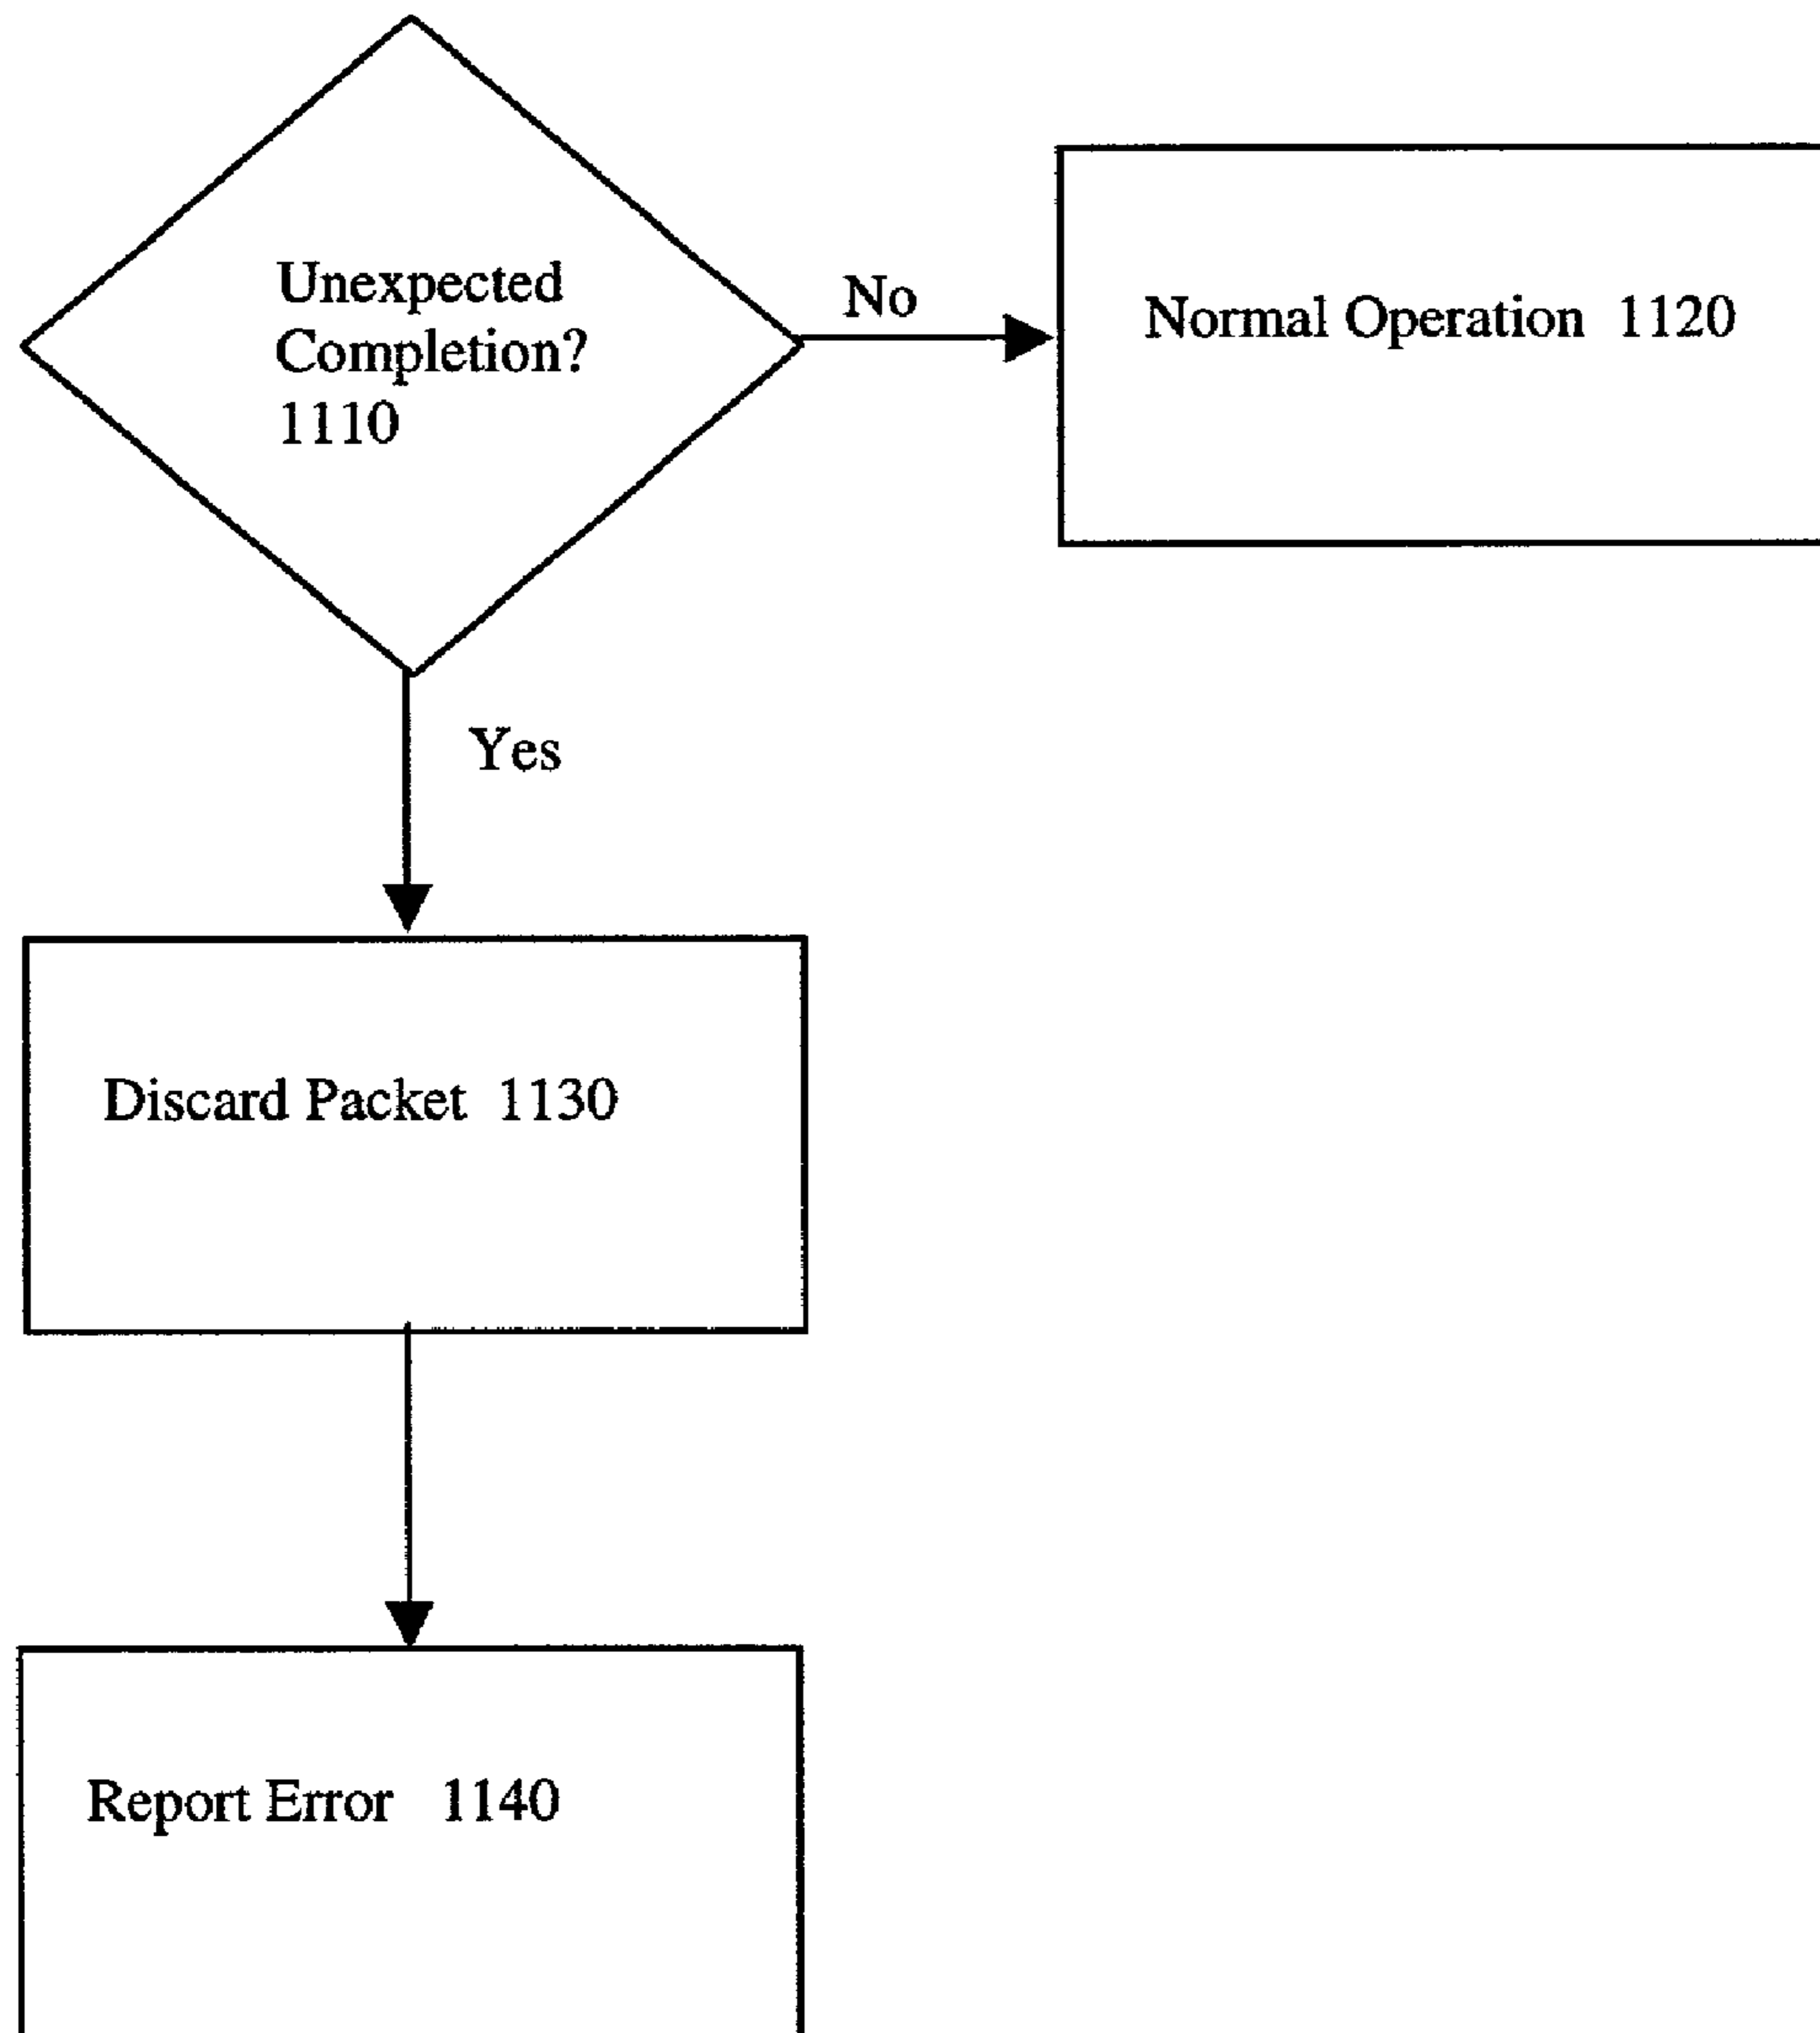 Unexpected
Completion?
1110
No
Normal Operation 1120
Yes
Discard Packet 1130
Report Error 1140